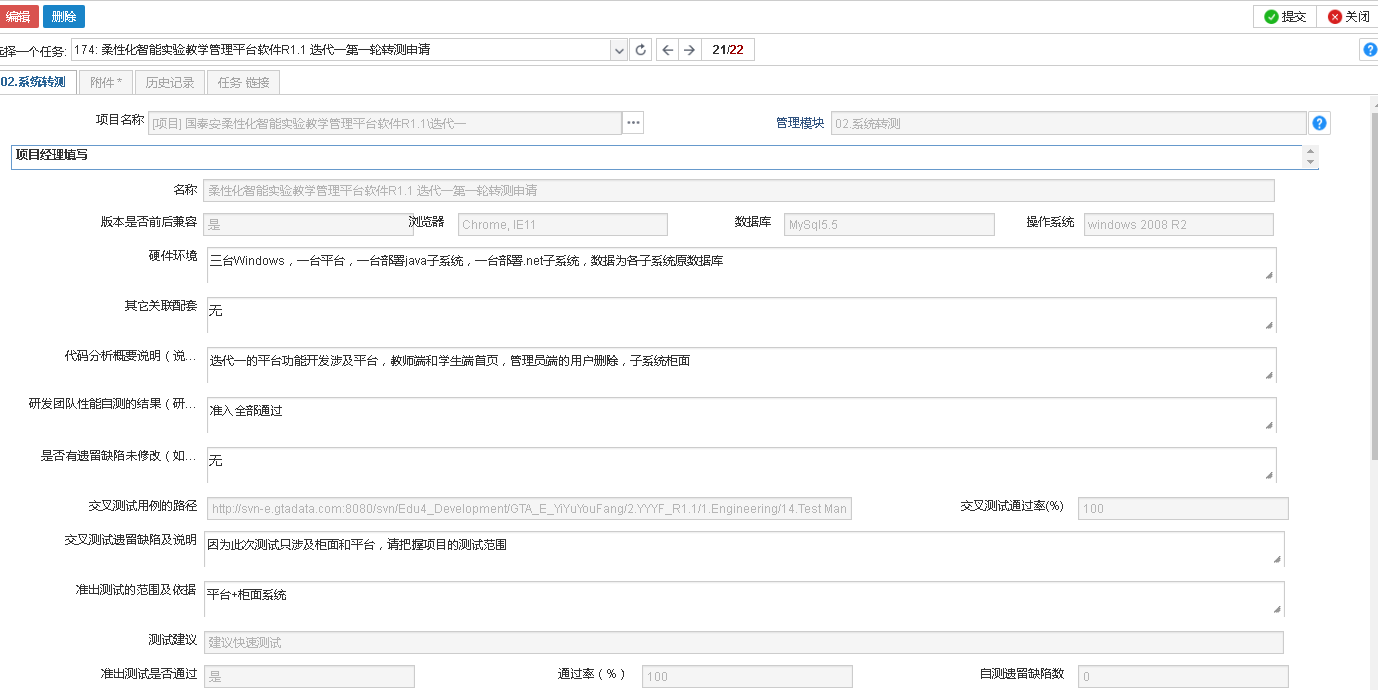 编辑 删除 提交 关闭
选择一个任务: 174: 柔性化智能实验教学管理平台软件R1.1 迭代一第一轮转测申请 21/22
02.系统转测 附件 * 历史记录 任务 链接
项目名称 [项目] 国泰安柔性化智能实验教学管理平台软件R1.1\迭代一 ... 管理模块 02.系统转测
项目经理填写
名称 柔性化智能实验教学管理平台软件R1.1 迭代一第一轮转测申请
版本是否前后兼容 是 浏览器 Chrome, IE11 数据库 MySql5.5 操作系统 windows 2008 R2
硬件环境 三台Windows，一台平台，一台部署java子系统，一台部署.net子系统，数据为各子系统原数据库
其它关联配套 无
代码分析概要说明（说... 迭代一的平台功能开发涉及平台，教师端和学生端首页，管理员端的用户删除，子系统柜面
研发团队性能自测的结果（研... 准入全部通过
是否有遗留缺陷未修改（如... 无
交叉测试用例的路径 http://svn-e.gtadata.com:8080/svn/Edu4_Development/GTA_E_YiYuYouFang/2.YYYF_R1.1/1.Engineering/14.Test Man 交叉测试通过率(%) 100
交叉测试遗留缺陷及说明 因为此次测试只涉及柜面和平台，请把握项目的测试范围
准出测试的范围及依据 平台+柜面系统
测试建议 建议快速测试
准出测试是否通过 是 通过率（%） 100 自测遗留缺陷数 0